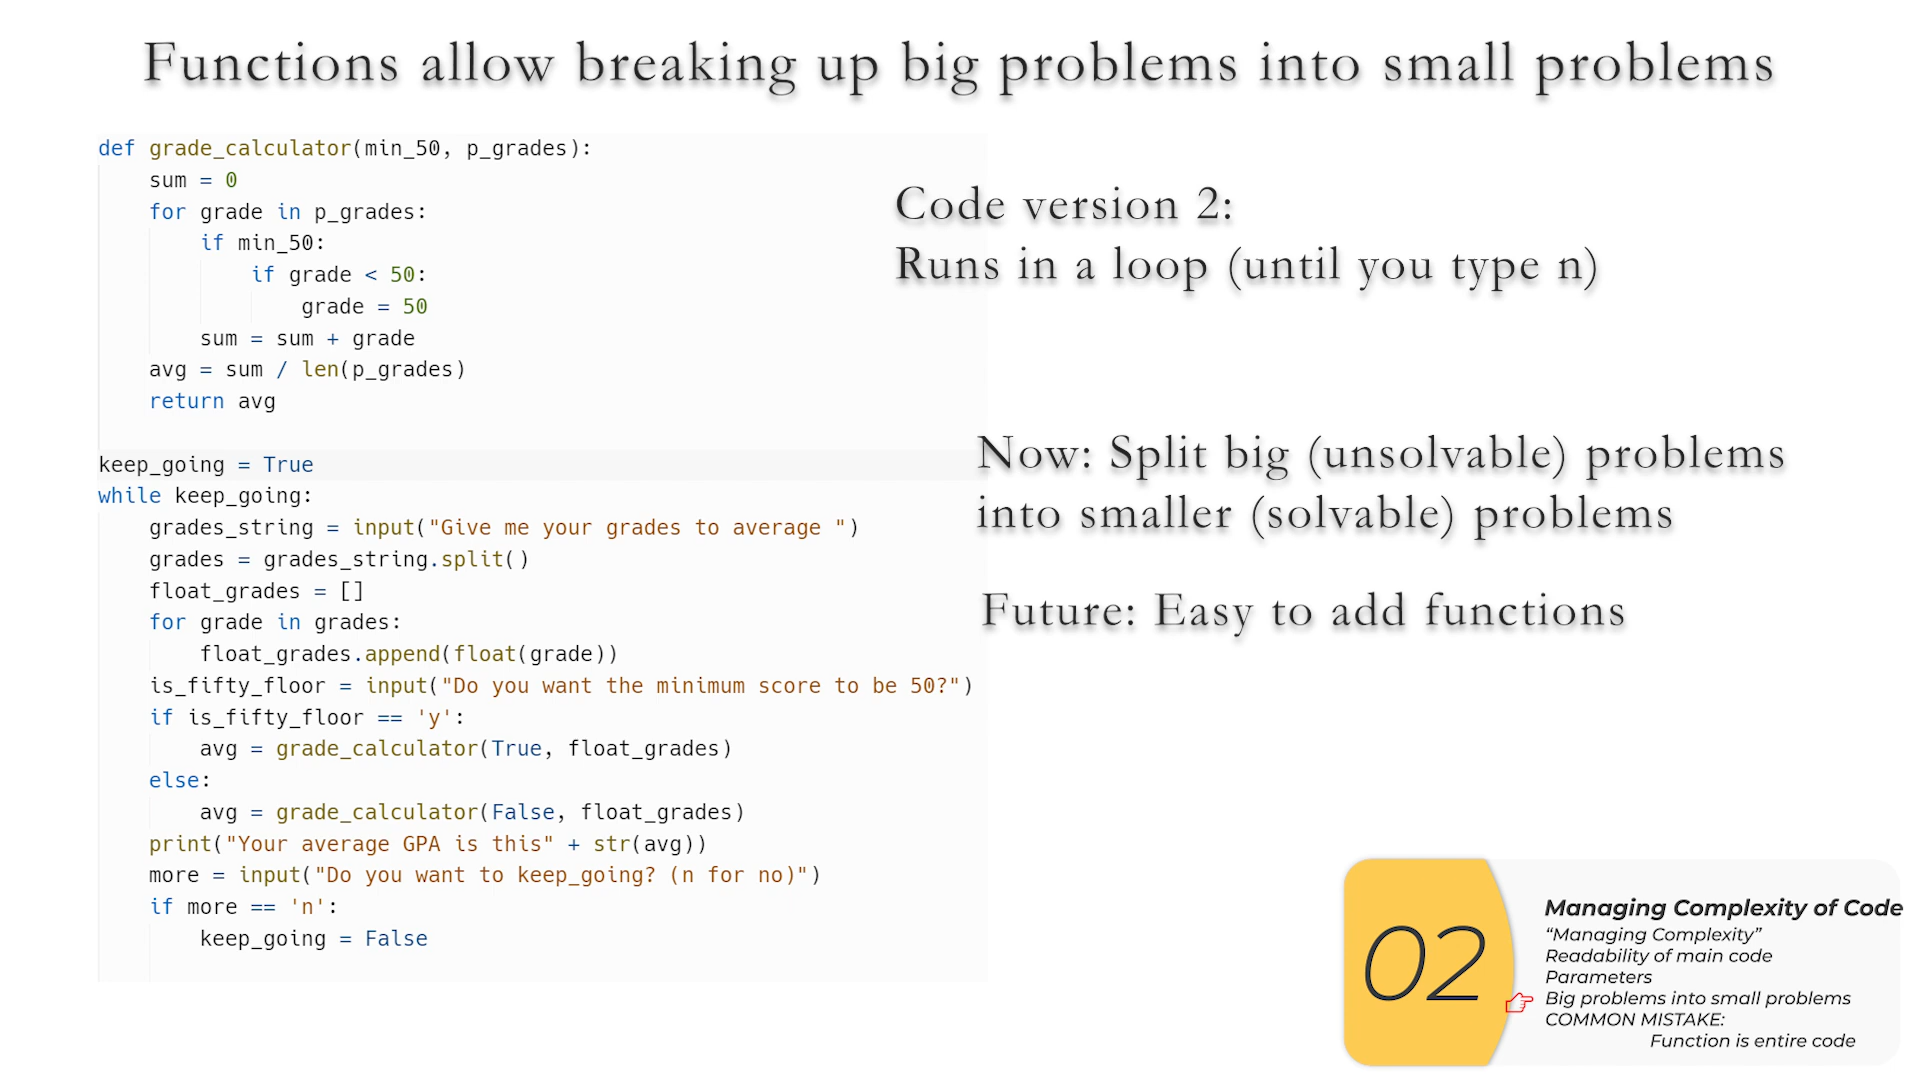 Functions allow breaking up big problems into small problems
def grade_calculator(min_50, p_grades):
    sum = 0
    for grade in p_grades:
        if min_50:
            if grade < 50:
                grade = 50
        sum = sum + grade
    avg = sum / len(p_grades)
    return avg
keep_going = True
while keep_going:
    grades_string = input("Give me your grades to average ")
    grades = grades_string.split()
    float_grades = []
    for grade in grades:
        float_grades.append(float(grade))
    is_fifty_floor = input("Do you want the minimum score to be 50?")
    if is_fifty_floor == 'y':
        avg = grade_calculator(True, float_grades)
    else:
        avg = grade_calculator(False, float_grades)
    print("Your average GPA is this" + str(avg))
    more = input("Do you want to keep_going? (n for no)")
    if more == 'n':
        keep_going = False
Code version 2:
Runs in a loop (until you type n)
Now: Split big (unsolvable) problems
into smaller (solvable) problems
Future: Easy to add functions
02
Managing Complexity of Code
“Managing Complexity”
Readability of main code
Parameters
Big problems into small problems
COMMON MISTAKE:
Function is entire code